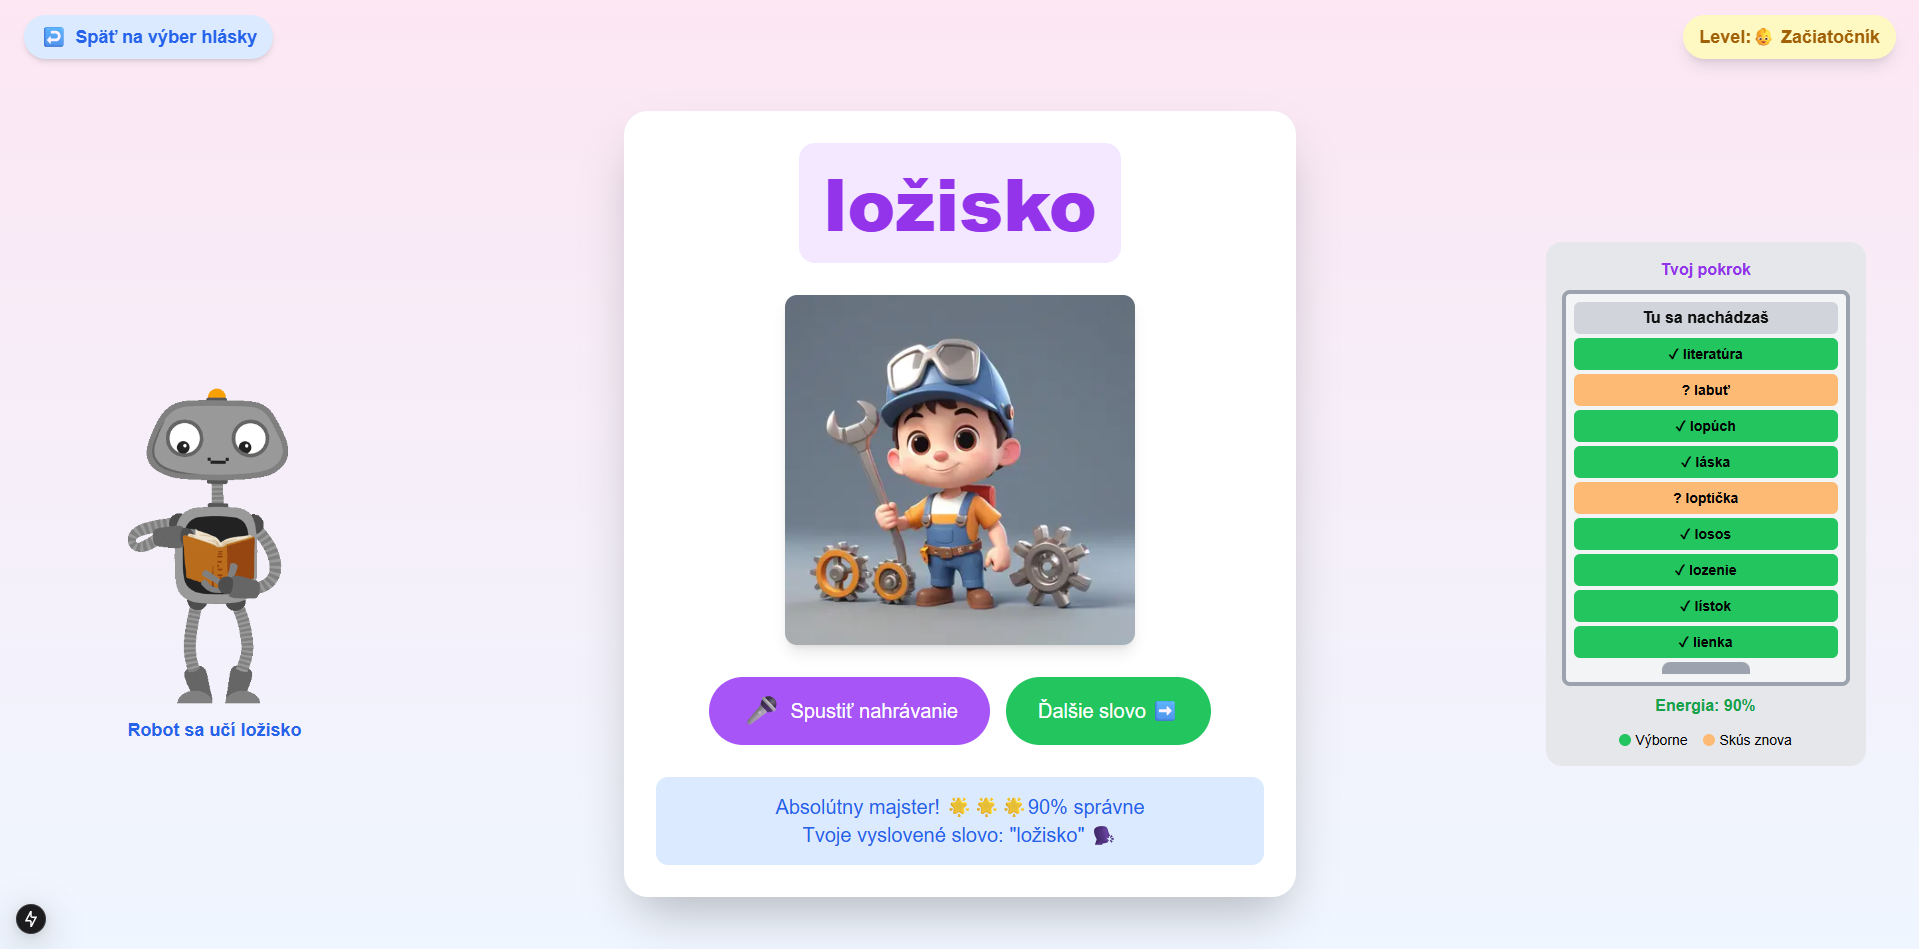 Späť na výber hlásky
Level: Začiatočník
ložisko
Spustiť nahrávanie
Ďalšie slovo
Absolútny majster! 90% správne
Tvoje vyslovené slovo: "ložisko"
Robot sa učí ložisko
Tvoj pokrok
Tu sa nachádzaš
✓ literatúra
? labuť
✓ lopúch
✓ láska
? loptička
✓ losos
✓ lozenie
✓ lístok
✓ lienka
Energia: 90%
Výborne Skús znova